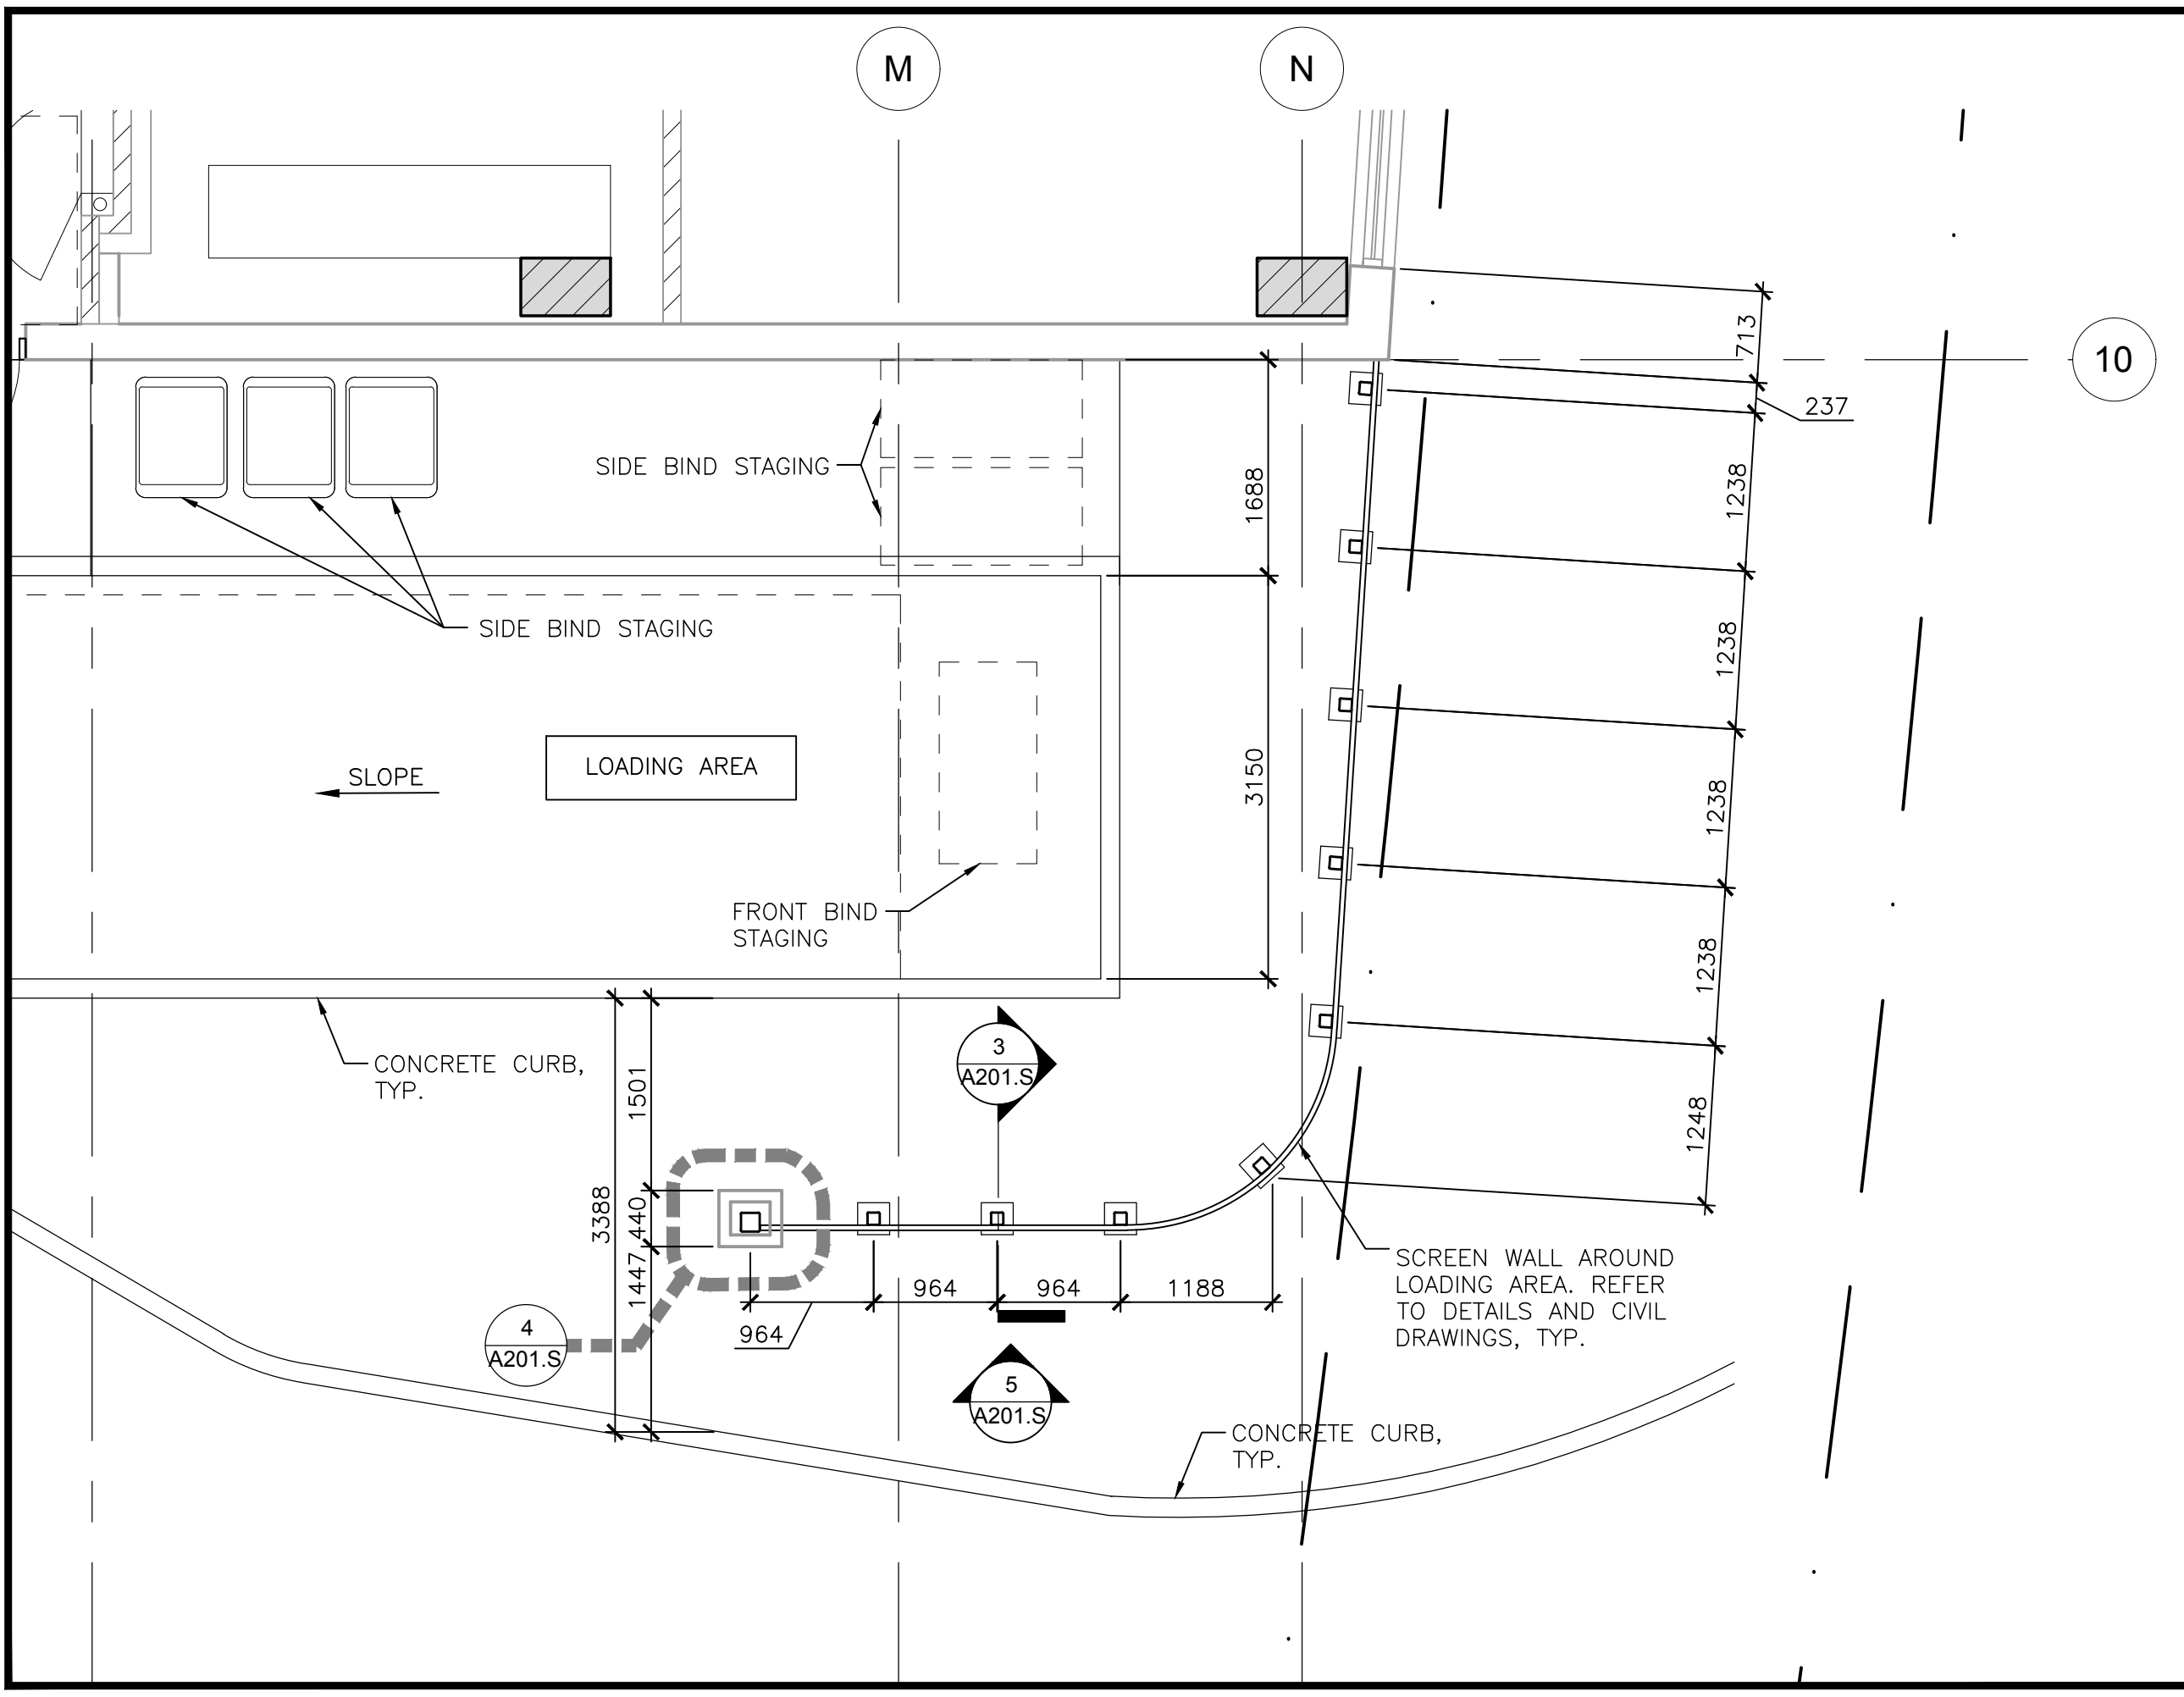 M
N
10
713
237
1238
1238
1238
1238
1248
1688
3150
SIDE BIND STAGING
SIDE BIND STAGING
LOADING AREA
SLOPE
FRONT BIND
STAGING
CONCRETE CURB,
TYP.
3
A201.S
1501
3388
440
1447
964
964
1188
964
4
A201.S
5
A201.S
SCREEN WALL AROUND
LOADING AREA. REFER
TO DETAILS AND CIVIL
DRAWINGS, TYP.
CONCRETE CURB,
TYP.